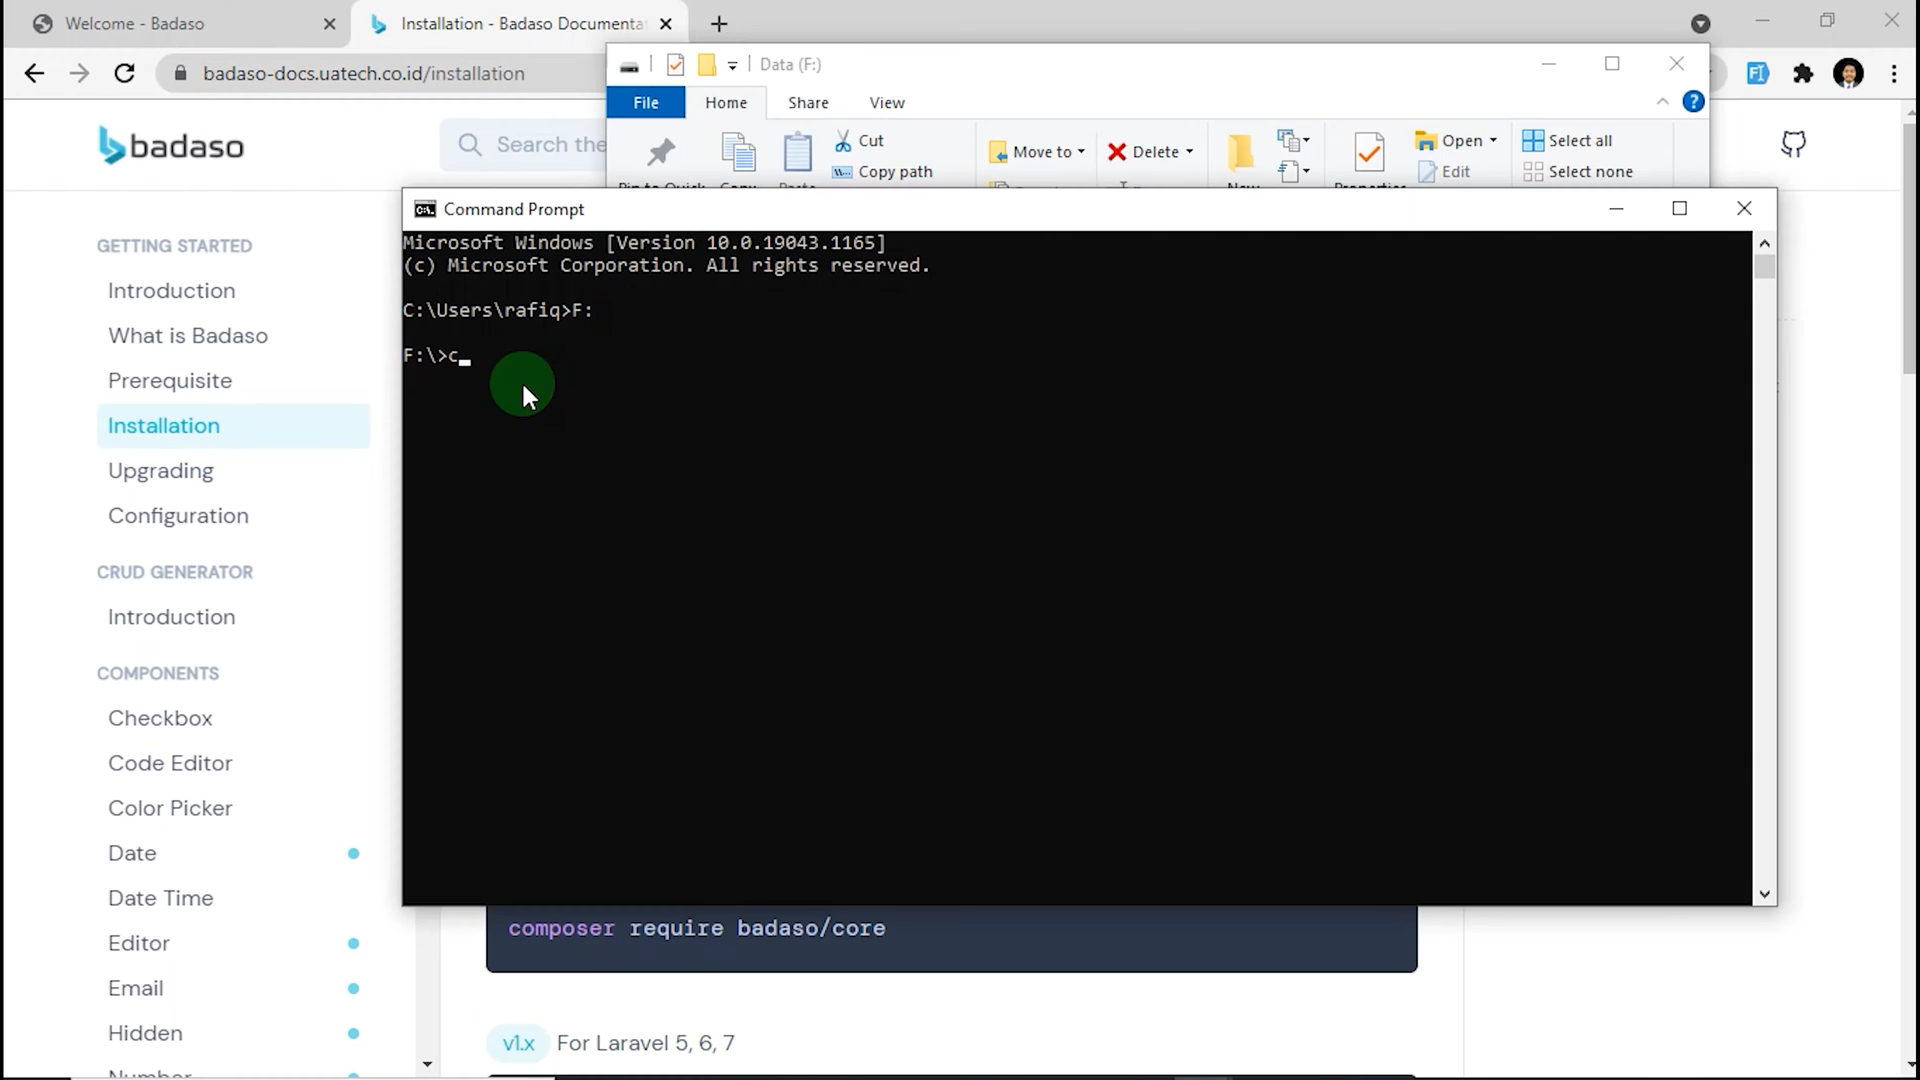 Welcome - Badaso
Installation - Badaso Documenta
badaso-docs.uatech.co.id/installation
Data (F:)
File
Home
Share
View
Cut
Copy path
Move to
Delete
Open
Edit
Select all
Select none
badaso
Search the
Command Prompt
Microsoft Windows [Version 10.0.19043.1165]
(c) Microsoft Corporation. All rights reserved.
C:\Users\rafiq>F:
F:\>c_
GETTING STARTED
Introduction
What is Badaso
Prerequisite
Installation
Upgrading
Configuration
CRUD GENERATOR
Introduction
COMPONENTS
Checkbox
Code Editor
Color Picker
Date
Date Time
Editor
Email
Hidden
composer require badaso/core
v1.x For Laravel 5, 6, 7